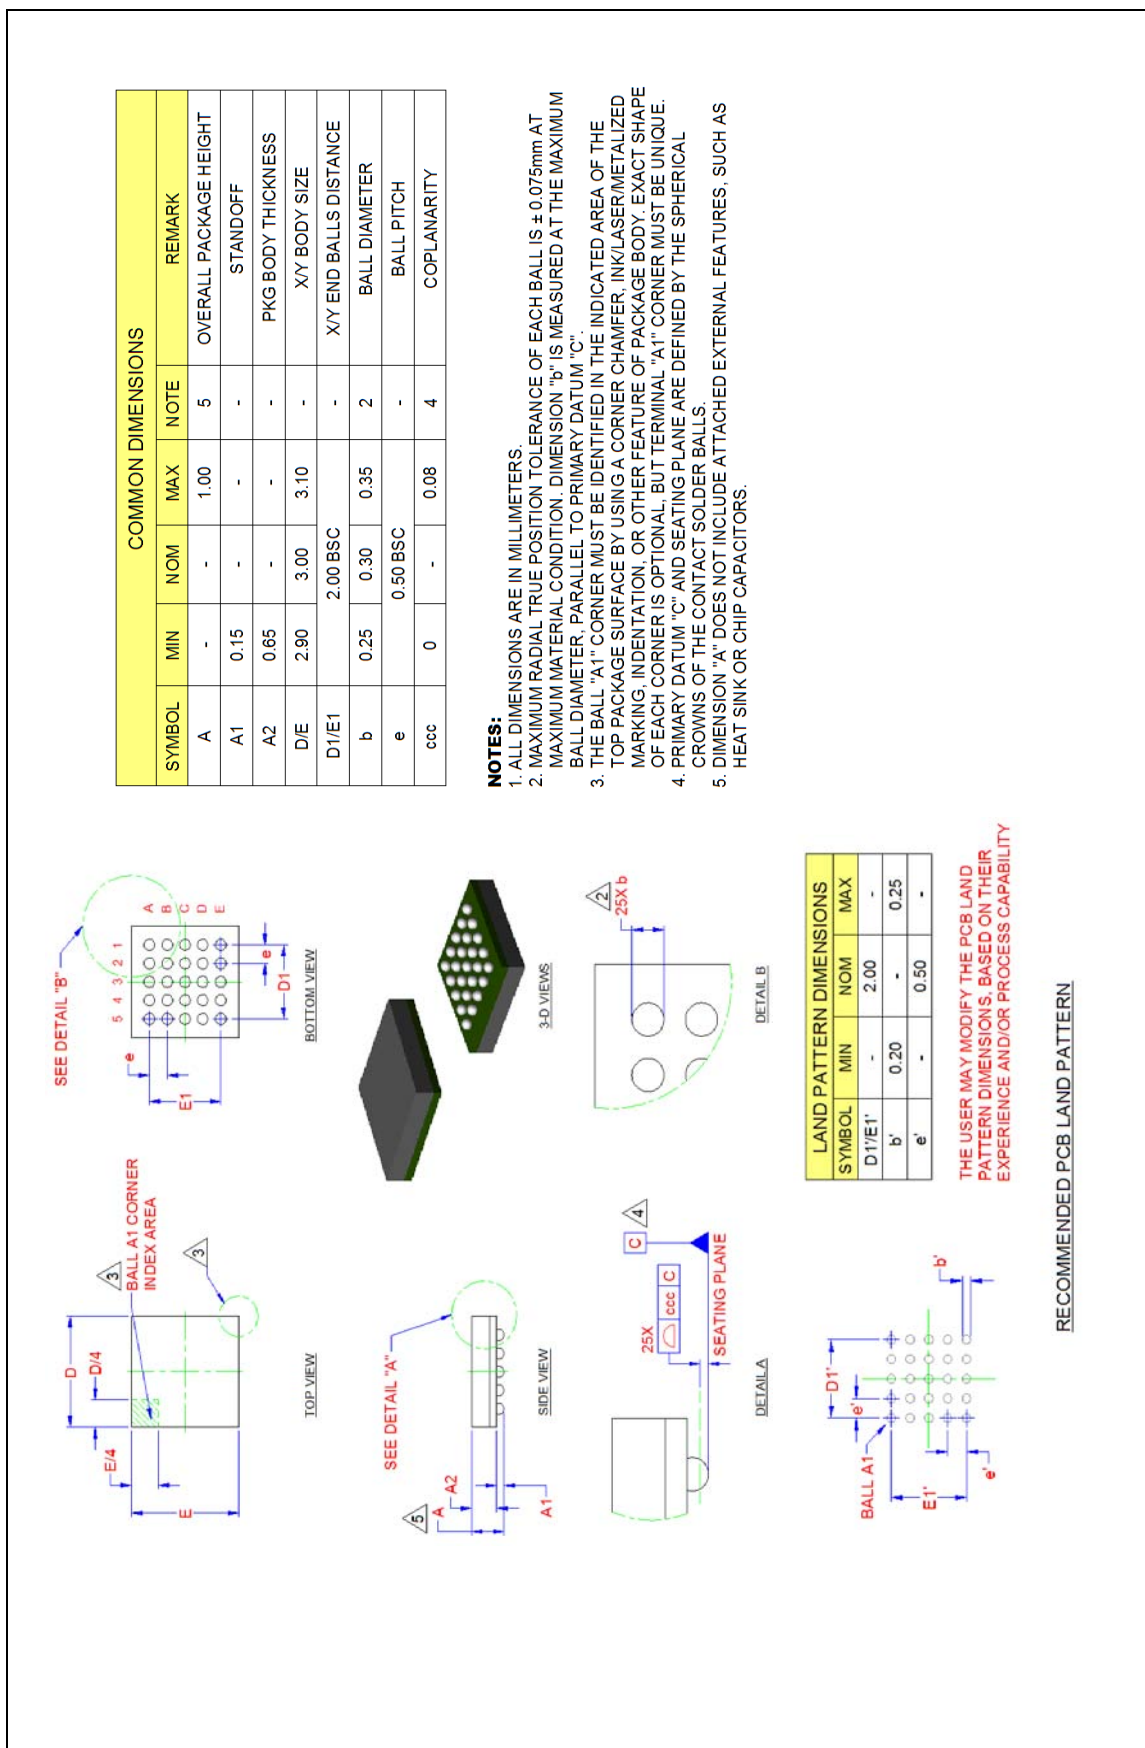 SEE DETAIL "B"
D
D/4
E/4
E
3
BALL A1 CORNER
INDEX AREA
3
TOP VIEW
5 4 3 2 1
A
B
C
D
E
e
E1
e
D1
BOTTOM VIEW
SEE DETAIL "A"
5
A
A2
A1
SIDE VIEW
3-D VIEWS
25X
ccc C
C
4
SEATING PLANE
DETAIL A
2
25X b
DETAIL B
BALL A1
D1'
e'
E1'
e'
b'
LAND PATTERN DIMENSIONS
SYMBOL MIN NOM MAX
D1'/E1' - 2.00 -
b' 0.20 - 0.25
e' - 0.50 -
THE USER MAY MODIFY THE PCB LAND
PATTERN DIMENSIONS, BASED ON THEIR
EXPERIENCE AND/OR PROCESS CAPABILITY
RECOMMENDED PCB LAND PATTERN
COMMON DIMENSIONS
SYMBOL MIN NOM MAX NOTE REMARK
A - - 1.00 5 OVERALL PACKAGE HEIGHT
A1 0.15 - - - STANDOFF
A2 0.65 - - - PKG BODY THICKNESS
D/E 2.90 3.00 3.10 - X/Y BODY SIZE
D1/E1 2.00 BSC - X/Y END BALLS DISTANCE
b 0.25 0.30 0.35 2 BALL DIAMETER
e 0.50 BSC - BALL PITCH
ccc 0 - 0.08 4 COPLANARITY
NOTES:
1. ALL DIMENSIONS ARE IN MILLIMETERS.
2. MAXIMUM RADIAL TRUE POSITION TOLERANCE OF EACH BALL IS ± 0.075mm AT
MAXIMUM MATERIAL CONDITION. DIMENSION "b" IS MEASURED AT THE MAXIMUM
BALL DIAMETER, PARALLEL TO PRIMARY DATUM "C".
3. THE BALL "A1" CORNER MUST BE IDENTIFIED IN THE INDICATED AREA OF THE
TOP PACKAGE SURFACE BY USING A CORNER CHAMFER, INK/LASER/METALIZED
MARKING, INDENTATION, OR OTHER FEATURE OF PACKAGE BODY. EXACT SHAPE
OF EACH CORNER IS OPTIONAL, BUT TERMINAL "A1" CORNER MUST BE UNIQUE.
4. PRIMARY DATUM "C" AND SEATING PLANE ARE DEFINED BY THE SPHERICAL
CROWNS OF THE CONTACT SOLDER BALLS.
5. DIMENSION "A" DOES NOT INCLUDE ATTACHED EXTERNAL FEATURES, SUCH AS
HEAT SINK OR CHIP CAPACITORS.